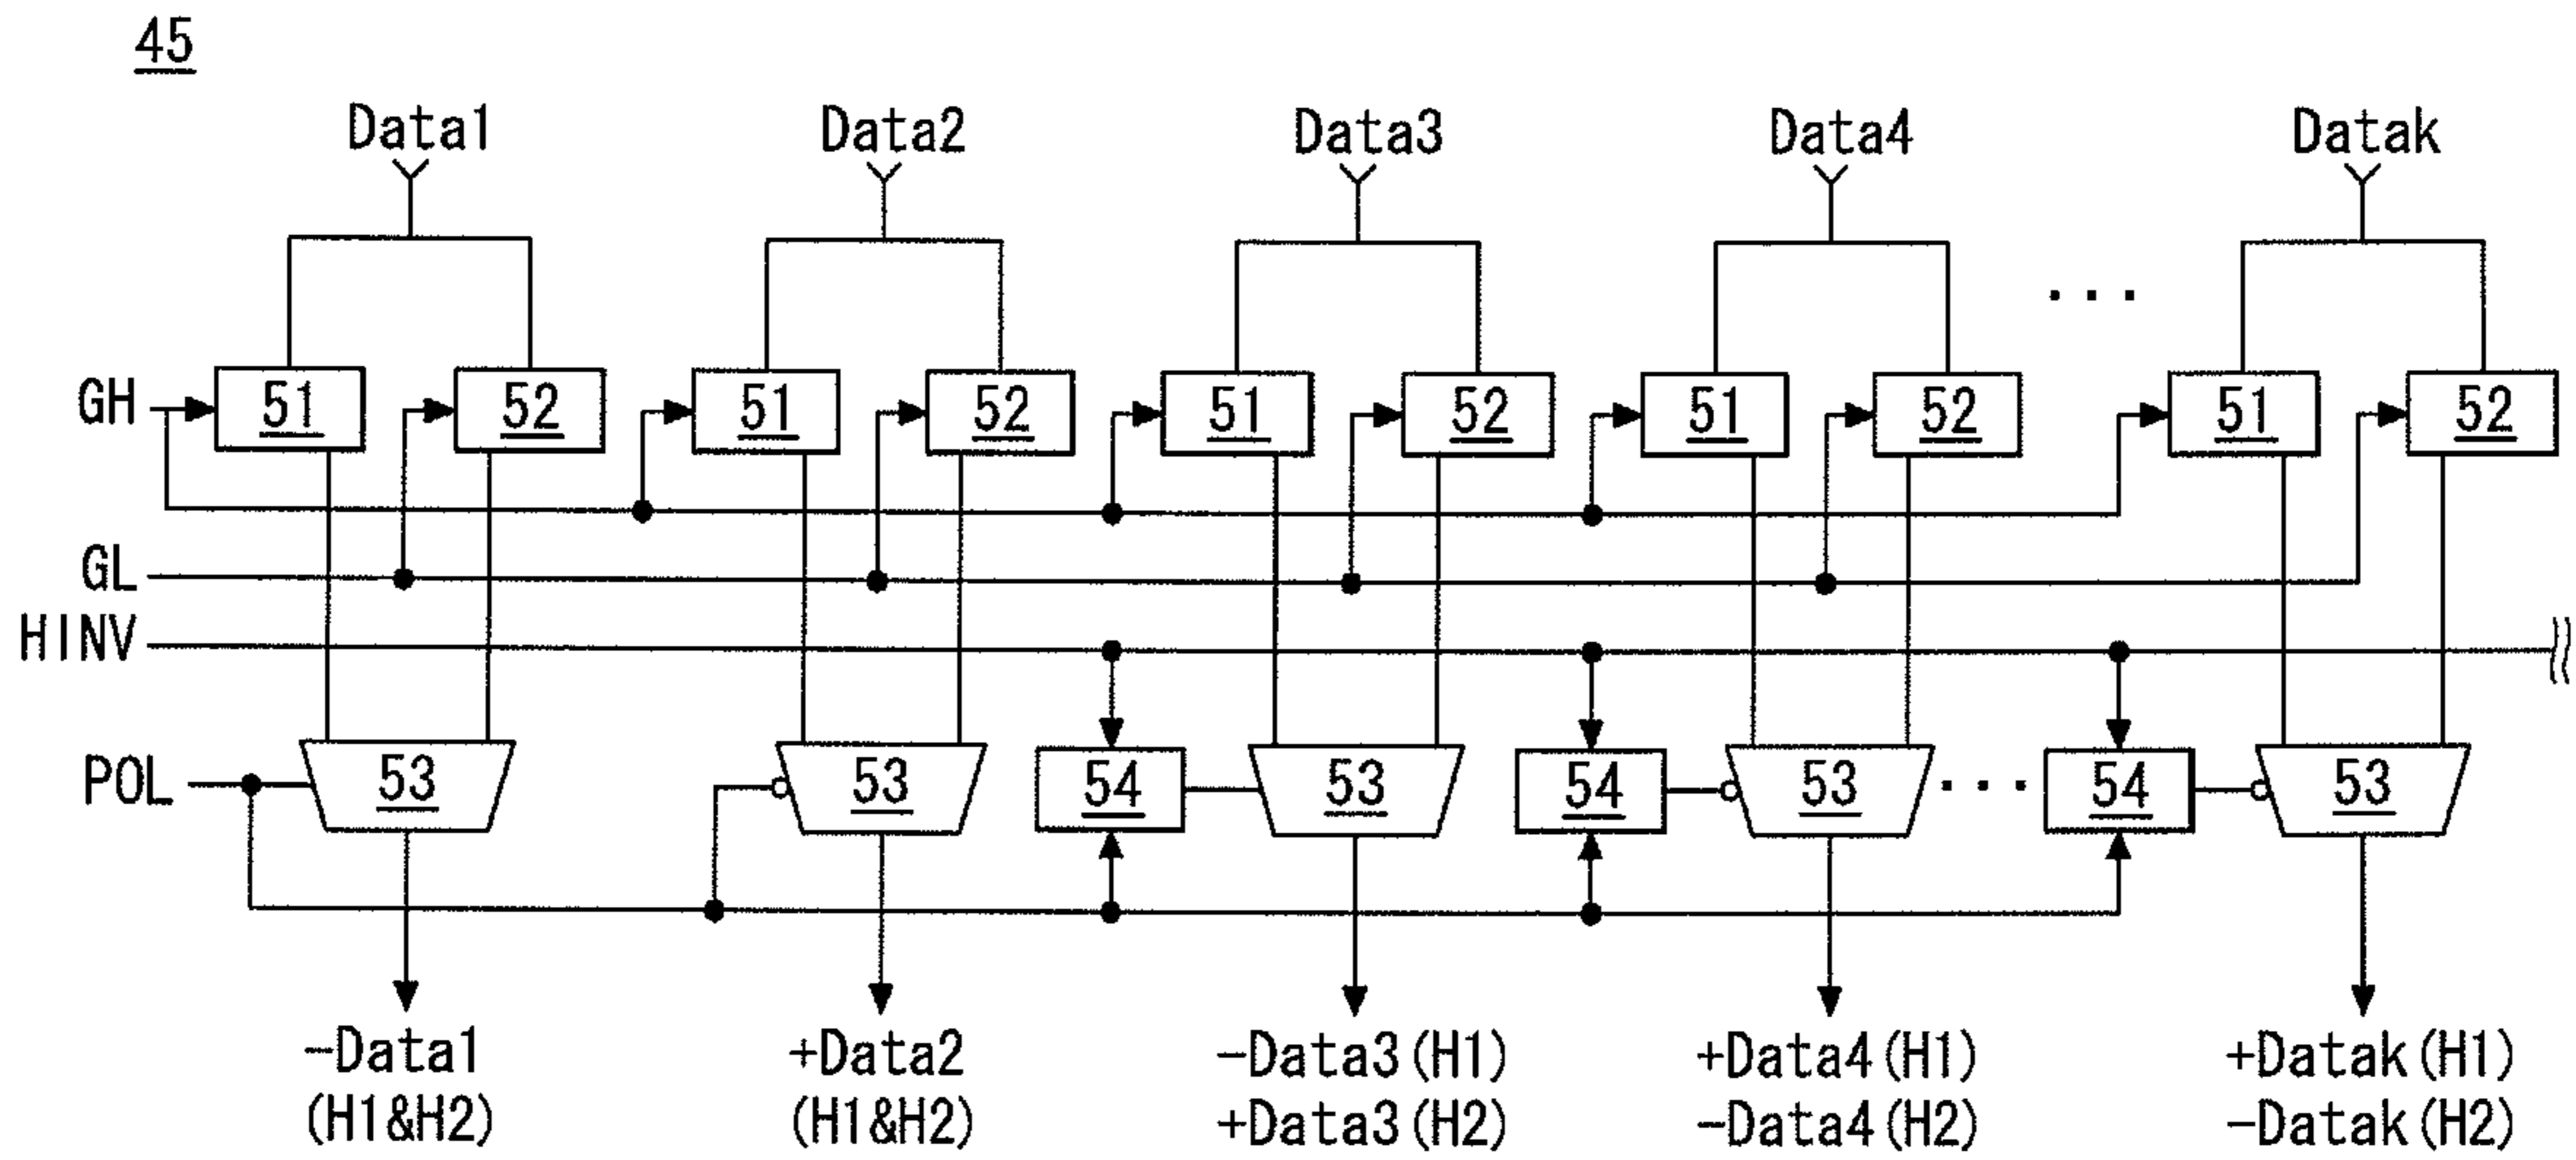 45
Data1 Data2 Data3 Data4 Datak
...
GH 51 52 51 52 51 52 51 52 51 52
GL
HINV
POL 53 53 54 53 54 53 ... 54 53
-Data1 +Data2 -Data3(H1) +Data4(H1) +Datak(H1)
(H1&H2) (H1&H2) +Data3(H2) -Data4(H2) -Datak(H2)